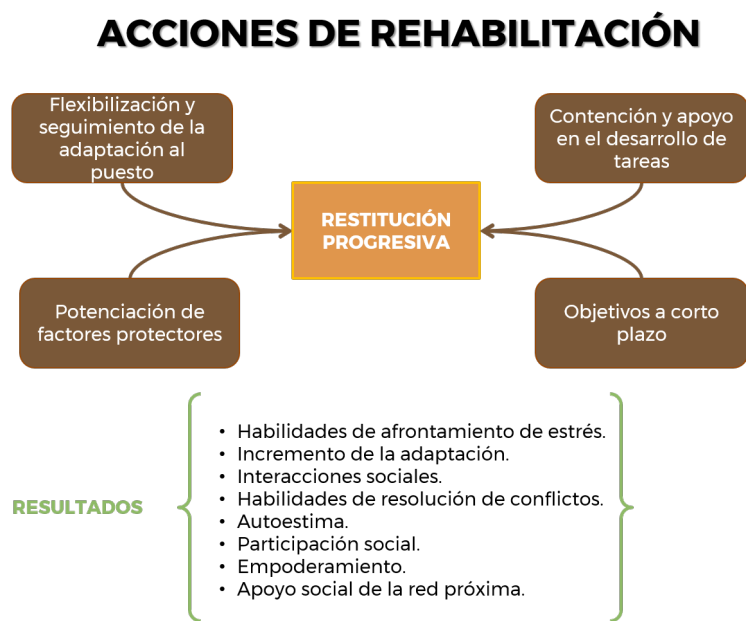 ACCIONES DE REHABILITACIÓN
Flexibilización y
seguimiento de la
adaptación al
puesto
Contención y apoyo
en el desarrollo de
tareas
RESTITUCIÓN
PROGRESIVA
Potenciación de
factores protectores
Objetivos a corto
plazo
RESULTADOS
• Habilidades de afrontamiento de estrés.
• Incremento de la adaptación.
• Interacciones sociales.
• Habilidades de resolución de conflictos.
• Autoestima.
• Participación social.
• Empoderamiento.
• Apoyo social de la red próxima.